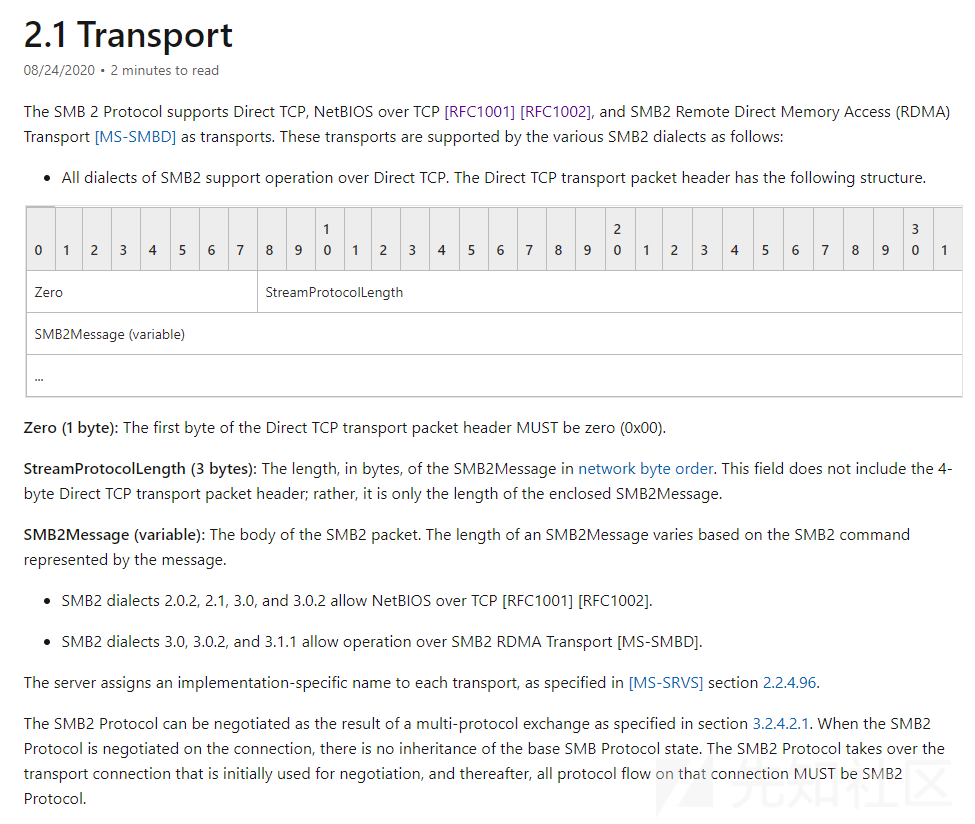 2.1 Transport
08/24/2020 • 2 minutes to read
The SMB 2 Protocol supports Direct TCP, NetBIOS over TCP [RFC1001] [RFC1002], and SMB2 Remote Direct Memory Access (RDMA)
Transport [MS-SMBD] as transports. These transports are supported by the various SMB2 dialects as follows:
• All dialects of SMB2 support operation over Direct TCP. The Direct TCP transport packet header has the following structure.
0 1 2 3 4 5 6 7 8 9 10 1 2 3 4 5 6 7 8 9 20 1 2 3 4 5 6 7 8 9 30 1
Zero StreamProtocolLength
SMB2Message (variable)
...
Zero (1 byte): The first byte of the Direct TCP transport packet header MUST be zero (0x00).
StreamProtocolLength (3 bytes): The length, in bytes, of the SMB2Message in network byte order. This field does not include the 4-
byte Direct TCP transport packet header; rather, it is only the length of the enclosed SMB2Message.
SMB2Message (variable): The body of the SMB2 packet. The length of an SMB2Message varies based on the SMB2 command
represented by the message.
• SMB2 dialects 2.0.2, 2.1, 3.0, and 3.0.2 allow NetBIOS over TCP [RFC1001] [RFC1002].
• SMB2 dialects 3.0, 3.0.2, and 3.1.1 allow operation over SMB2 RDMA Transport [MS-SMBD].
The server assigns an implementation-specific name to each transport, as specified in [MS-SRVS] section 2.2.4.96.
The SMB2 Protocol can be negotiated as the result of a multi-protocol exchange as specified in section 3.2.4.2.1. When the SMB2
Protocol is negotiated on the connection, there is no inheritance of the base SMB Protocol state. The SMB2 Protocol takes over the
transport connection that is initially used for negotiation, and thereafter, all protocol flow on that connection MUST be SMB2
Protocol.
先知社区